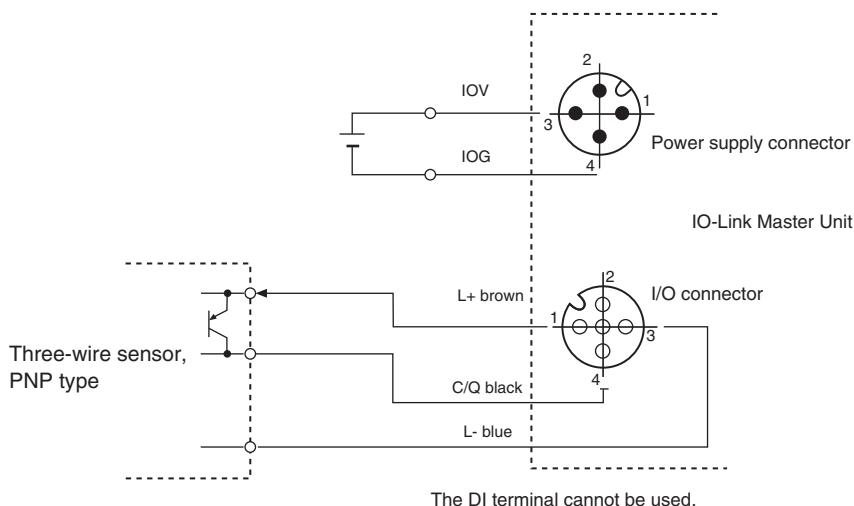 2
IOV
1
3
Power supply connector
IOG
4
IO-Link Master Unit
2
L+ brown
I/O connector
1
3
Three-wire sensor,
PNP type
4
C/Q black
L- blue
The DI terminal cannot be used.